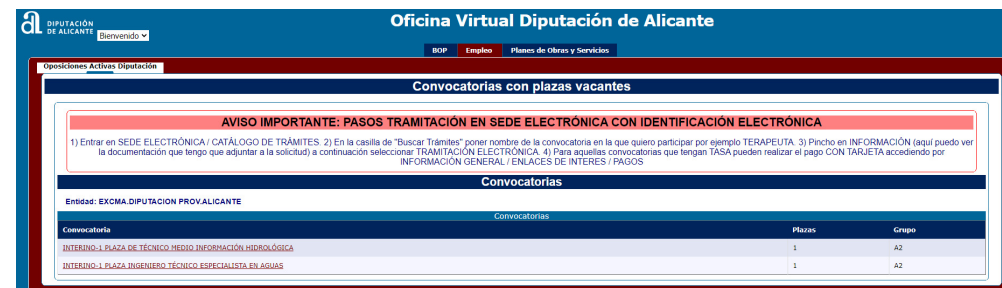 DIPUTACIÓN
DE ALICANTE
Bienvenido
Oficina Virtual Diputación de Alicante
BOP Empleo Planes de Obras y Servicios
Oposiciones Activas Diputación
Convocatorias con plazas vacantes
AVISO IMPORTANTE: PASOS TRAMITACIÓN EN SEDE ELECTRÓNICA CON IDENTIFICACIÓN ELECTRÓNICA
1) Entrar en SEDE ELECTRÓNICA / CATÁLOGO DE TRÁMITES. 2) En la casilla de "Buscar Trámites" poner nombre de la convocatoria en la que quiero participar por ejemplo TERAPEUTA. 3) Pincho en INFORMACIÓN (aquí puedo ver
la documentación que tengo que adjuntar a la solicitud) a continuación seleccionar TRAMITACIÓN ELECTRÓNICA. 4) Para aquellas convocatorias que tengan TASA pueden realizar el pago CON TARJETA accediendo por
INFORMACIÓN GENERAL / ENLACES DE INTERES / PAGOS
Convocatorias
Entidad: EXCMA.DIPUTACION PROV.ALICANTE
Convocatorias
Convocatoria Plazas Grupo
INTERINO-1 PLAZA DE TÉCNICO MEDIO INFORMACIÓN HIDROLÓGICA 1 A2
INTERINO-1 PLAZA INGENIERO TÉCNICO ESPECIALISTA EN AGUAS 1 A2